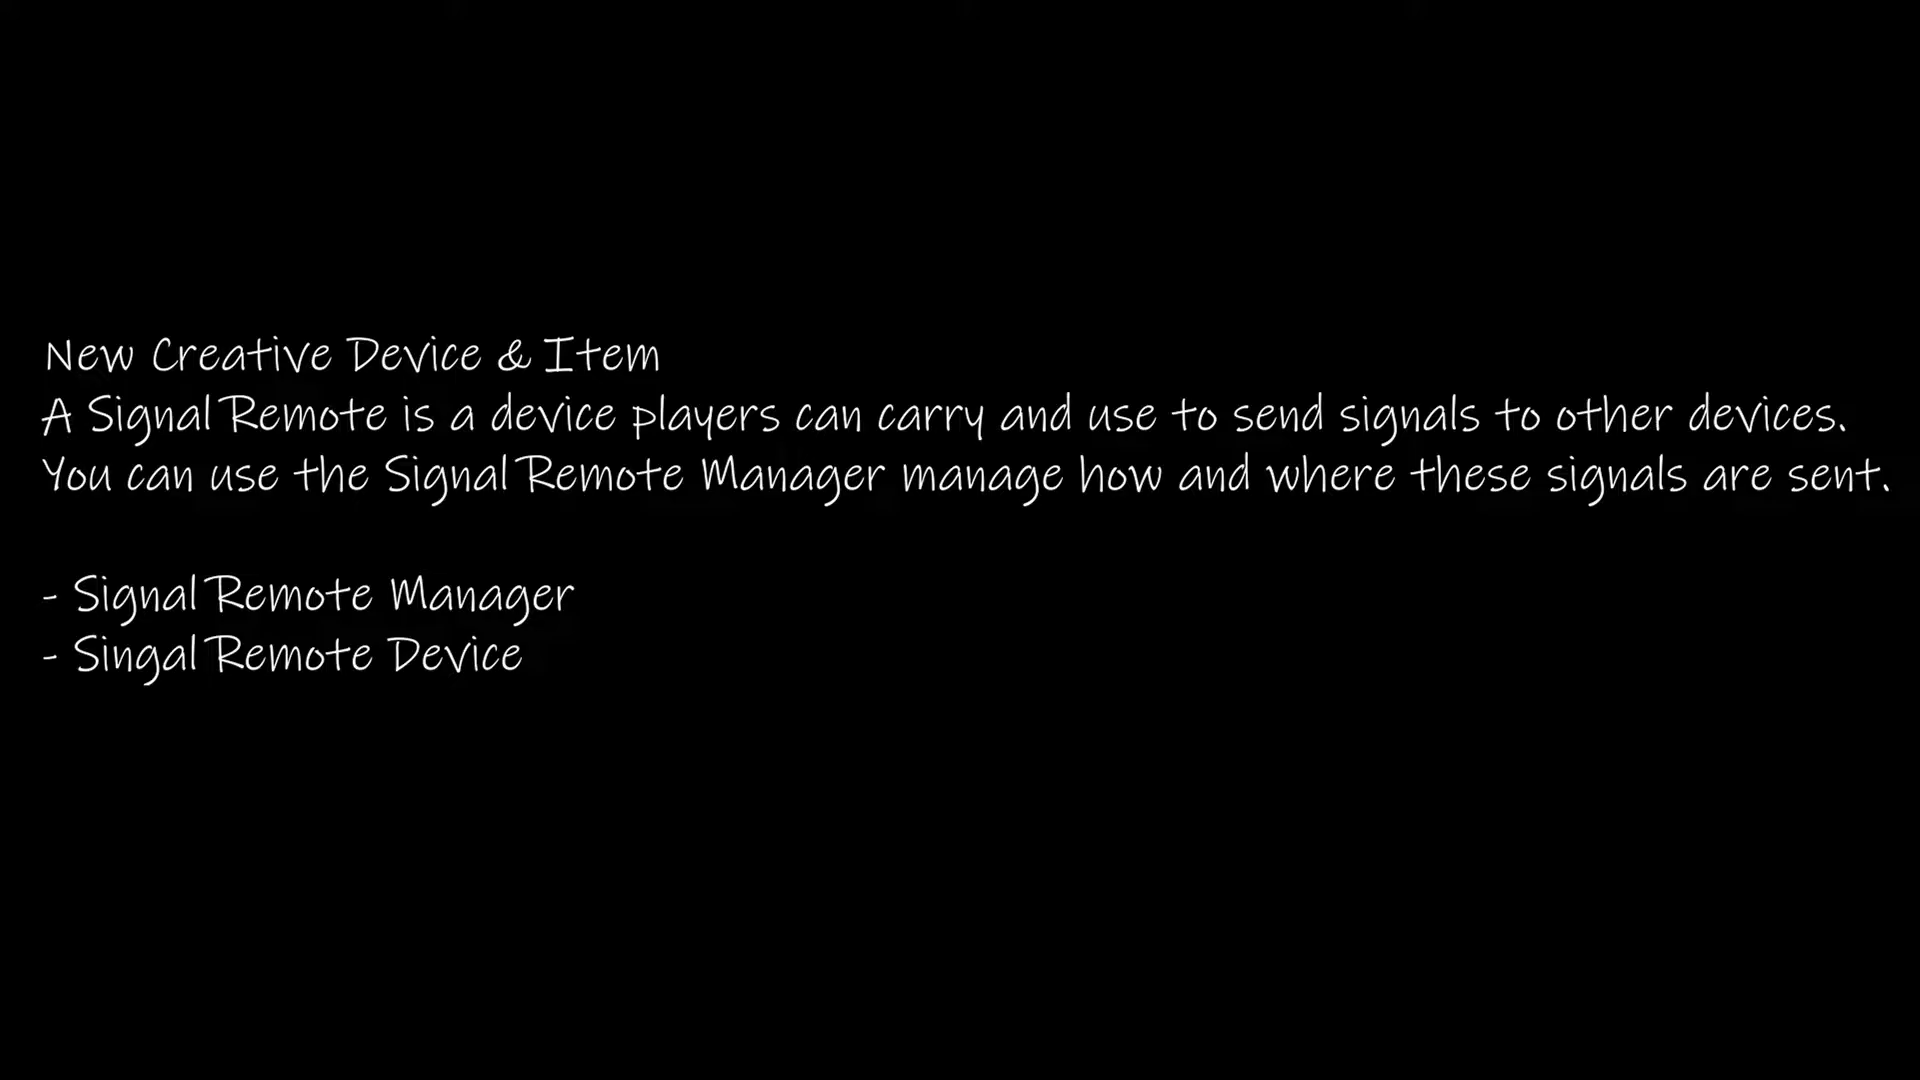 New Creative Device & Item
A Signal Remote is a device players can carry and use to send signals to other devices.
You can use the Signal Remote Manager manage how and where these signals are sent.
- Signal Remote Manager
- Singal Remote Device